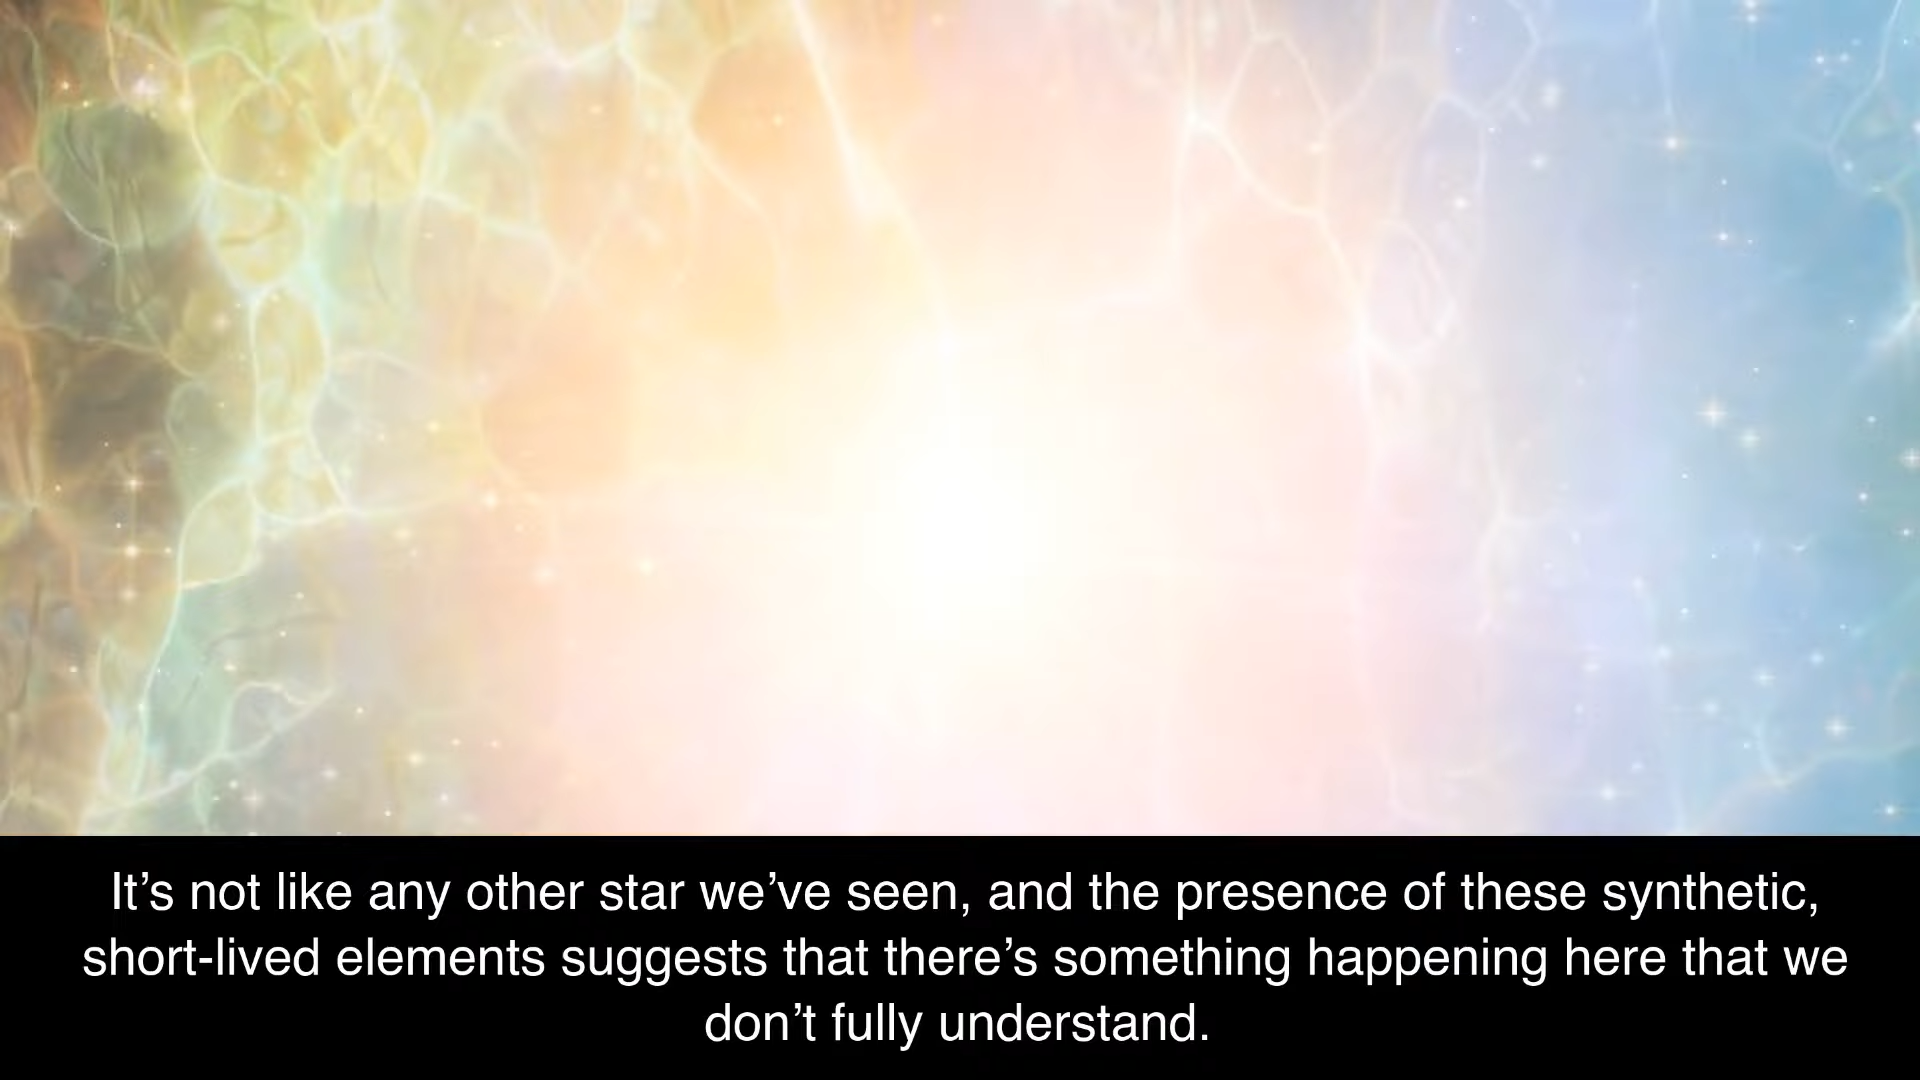 It’s not like any other star we’ve seen, and the presence of these synthetic,
short-lived elements suggests that there’s something happening here that we
don’t fully understand.